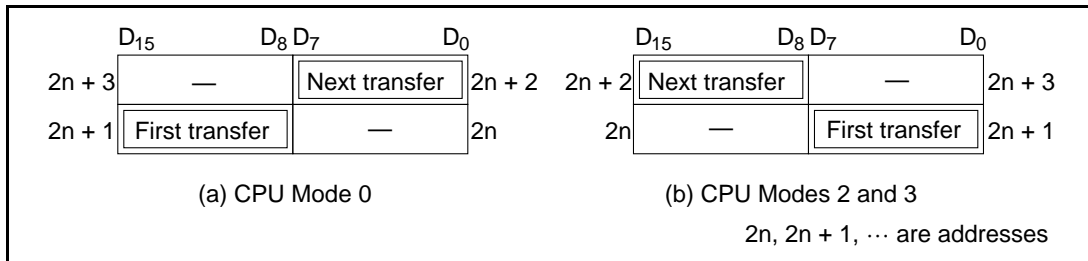 D15 D8 D7 D0 D15 D8 D7 D0
2n + 3 — Next transfer 2n + 2 2n + 2 Next transfer — 2n + 3
2n + 1 First transfer — 2n 2n — First transfer 2n + 1
(a) CPU Mode 0 (b) CPU Modes 2 and 3
2n, 2n + 1, ⋯ are addresses